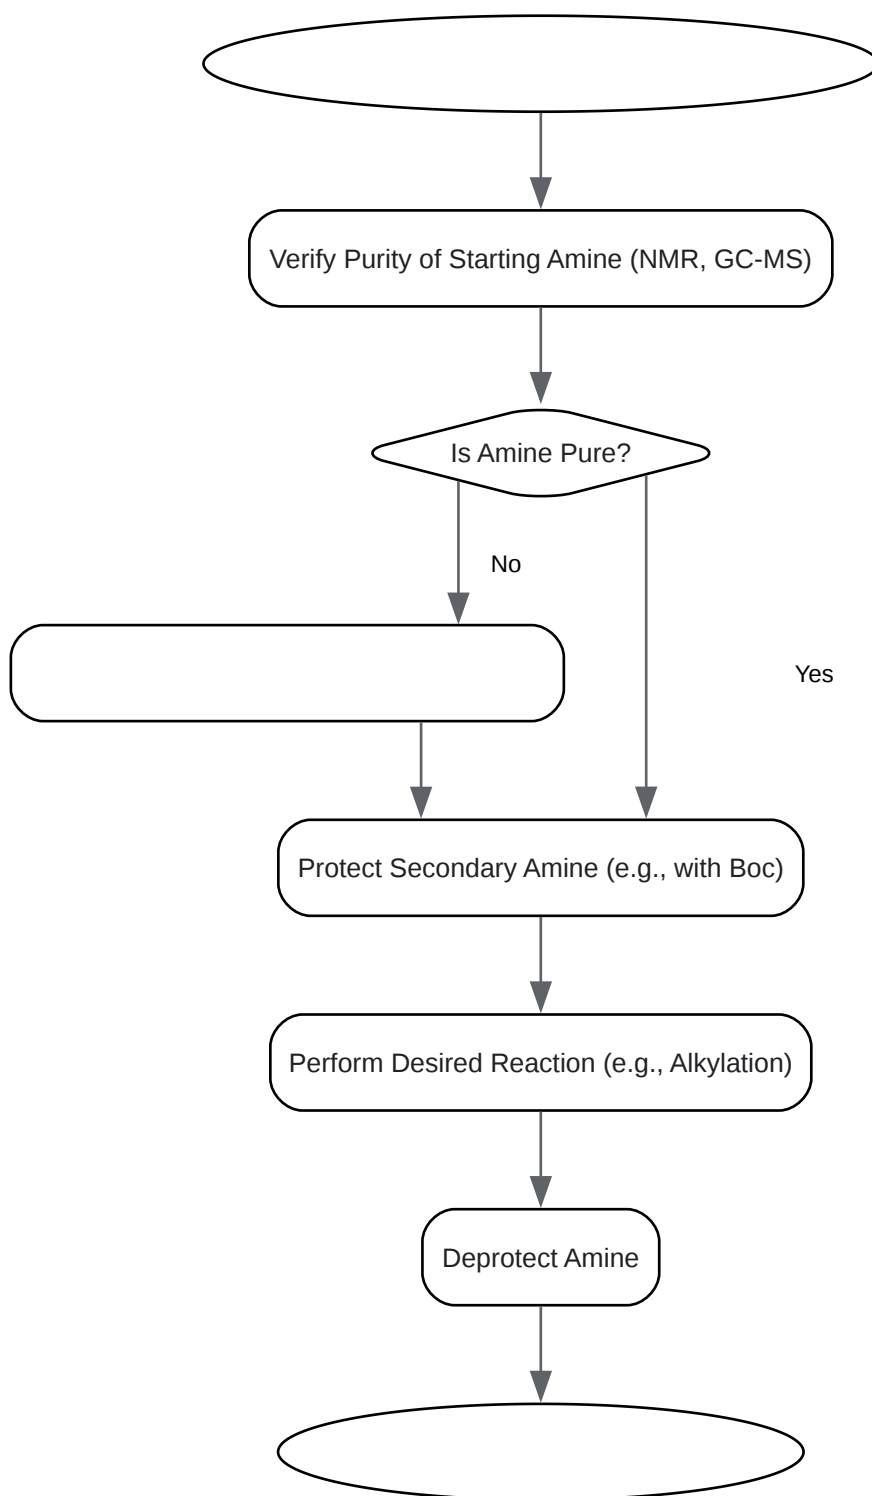 Verify Purity of Starting Amine (NMR, GC-MS)
Is Amine Pure?
No
Yes
Protect Secondary Amine (e.g., with Boc)
Perform Desired Reaction (e.g., Alkylation)
Deprotect Amine